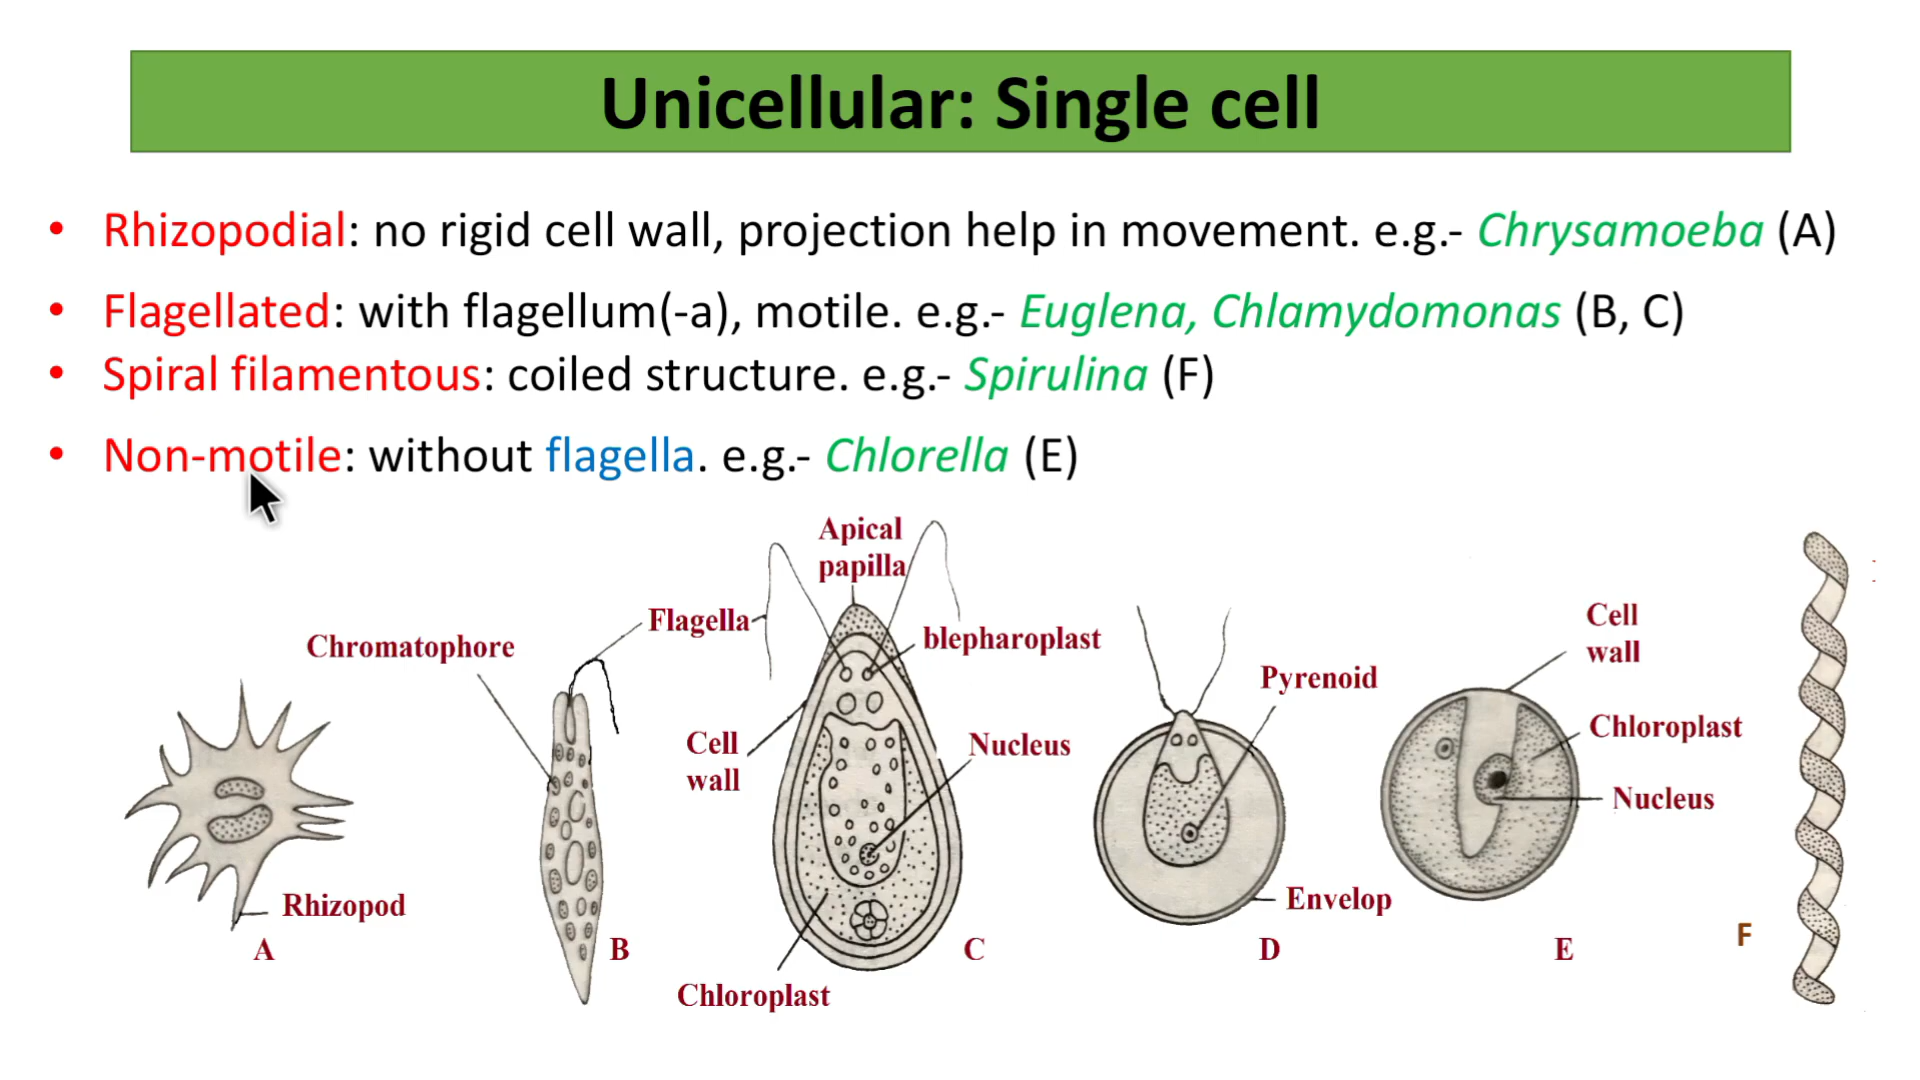 Unicellular: Single cell
• Rhizopodial: no rigid cell wall, projection help in movement. e.g.- Chrysamoeba (A)
• Flagellated: with flagellum(-a), motile. e.g.- Euglena, Chlamydomonas (B, C)
• Spiral filamentous: coiled structure. e.g.- Spirulina (F)
• Non-motile: without flagella. e.g.- Chlorella (E)
Apical
papilla
Flagella
Chromatophore
blepharoplast
Cell
wall
Nucleus
Pyrenoid
Cell
wall
Chloroplast
Nucleus
Rhizopod
Envelop
A
B
C
D
E
F
Chloroplast